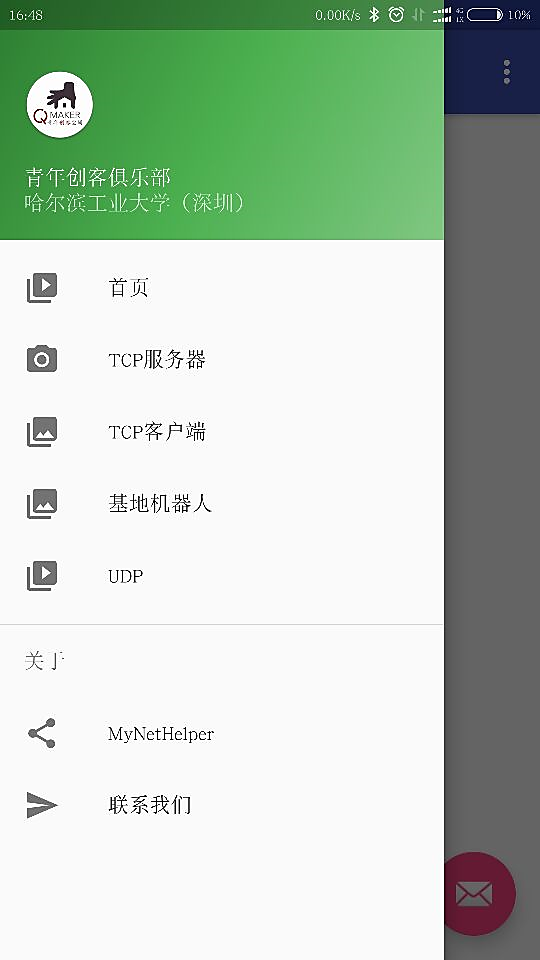 16:48
0.00K/s
4G
1X
10%
Q MAKER
青年创客俱乐部
哈尔滨工业大学（深圳）
首页
TCP服务器
TCP客户端
基地机器人
UDP
关于
MyNetHelper
联系我们